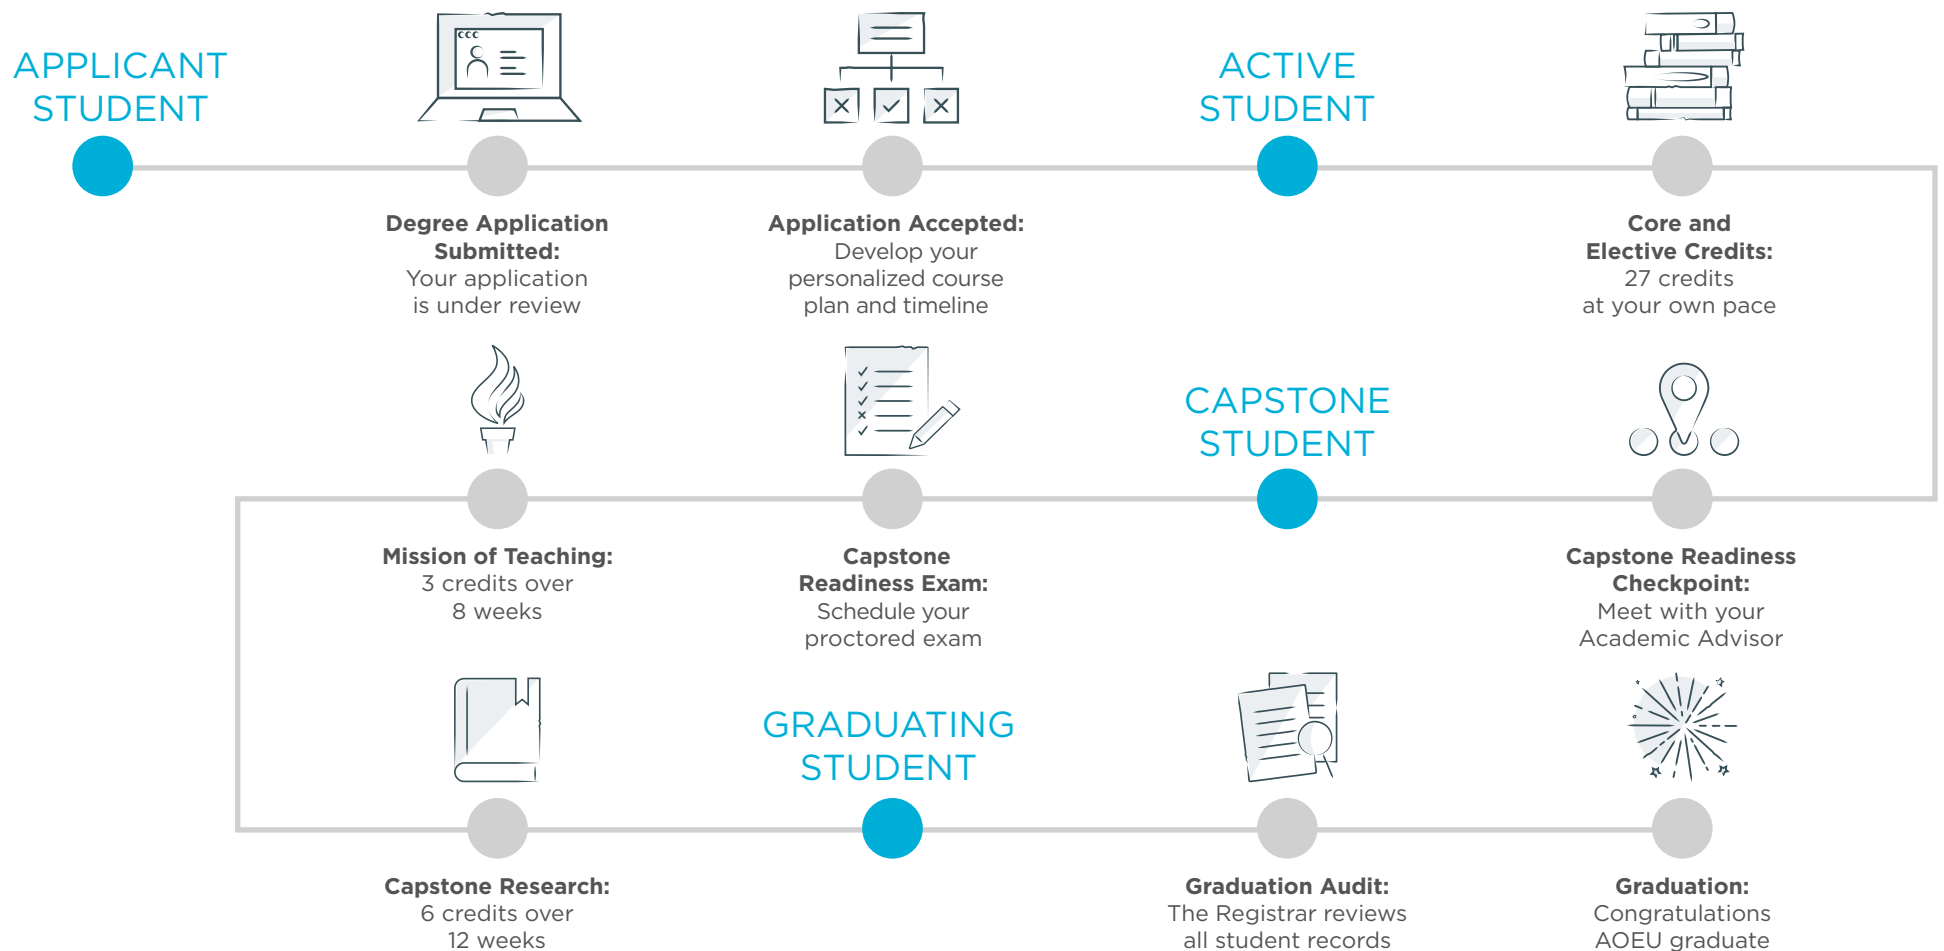 APPLICANT
STUDENT
Degree Application
Submitted:
Your application
is under review
Application Accepted:
Develop your
personalized course
plan and timeline
ACTIVE
STUDENT
Core and
Elective Credits:
27 credits
at your own pace
Capstone Readiness
Checkpoint:
Meet with your
Academic Advisor
CAPSTONE
STUDENT
Capstone
Readiness Exam:
Schedule your
proctored exam
Mission of Teaching:
3 credits over
8 weeks
Capstone Research:
6 credits over
12 weeks
GRADUATING
STUDENT
Graduation Audit:
The Registrar reviews
all student records
Graduation:
Congratulations
AOEU graduate